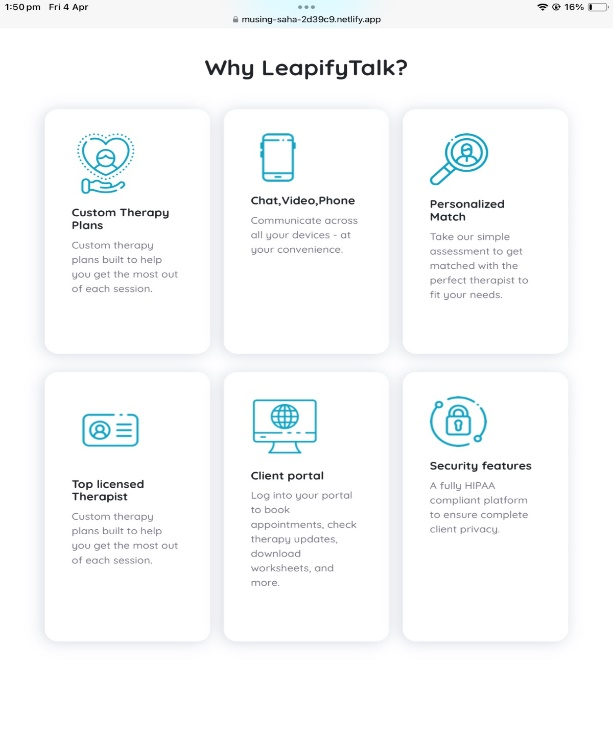 1:50 pm Fri 4 Apr
16%
musing-saha-2d39c9.netlify.app
Why LeapifyTalk?
Custom Therapy
Plans
Custom therapy
plans built to help
you get the most out
of each session.
Chat,Video,Phone
Communicate across
all your devices - at
your convenience.
Personalized
Match
Take our simple
assessment to get
matched with the
perfect therapist to
fit your needs.
Top licensed
Therapist
Custom therapy
plans built to help
you get the most out
of each session.
Client portal
Log into your portal
to book
appointments, check
therapy updates,
download
worksheets, and
more.
Security features
A fully HIPAA
compliant platform
to ensure complete
client privacy.